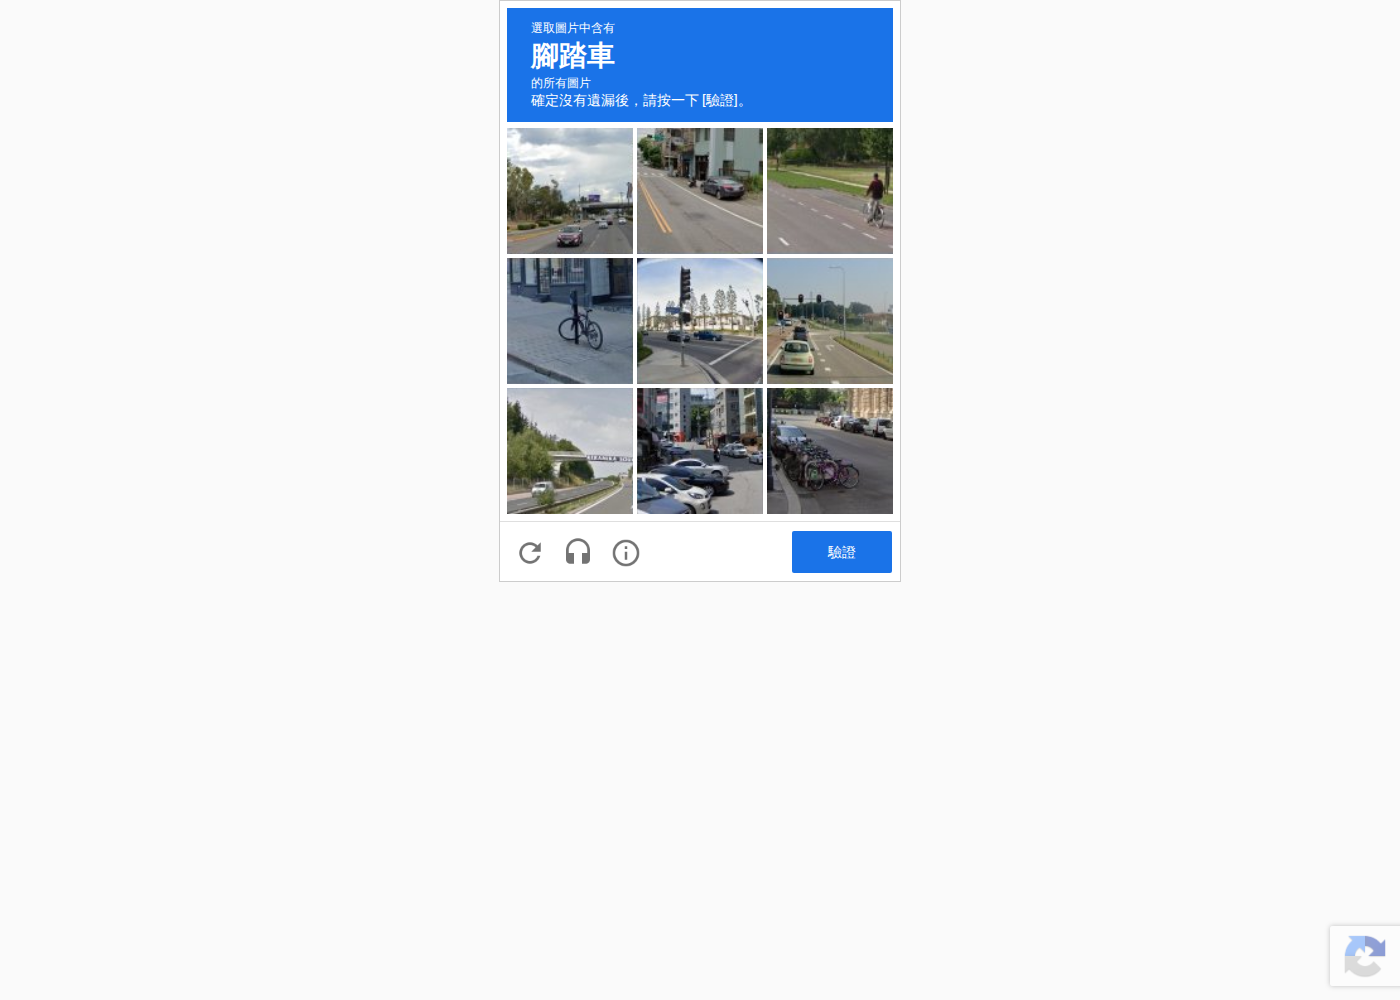 選取圖片中含有
腳踏車
的所有圖片
確定沒有遺漏後，請按一下 [驗證]。
驗證